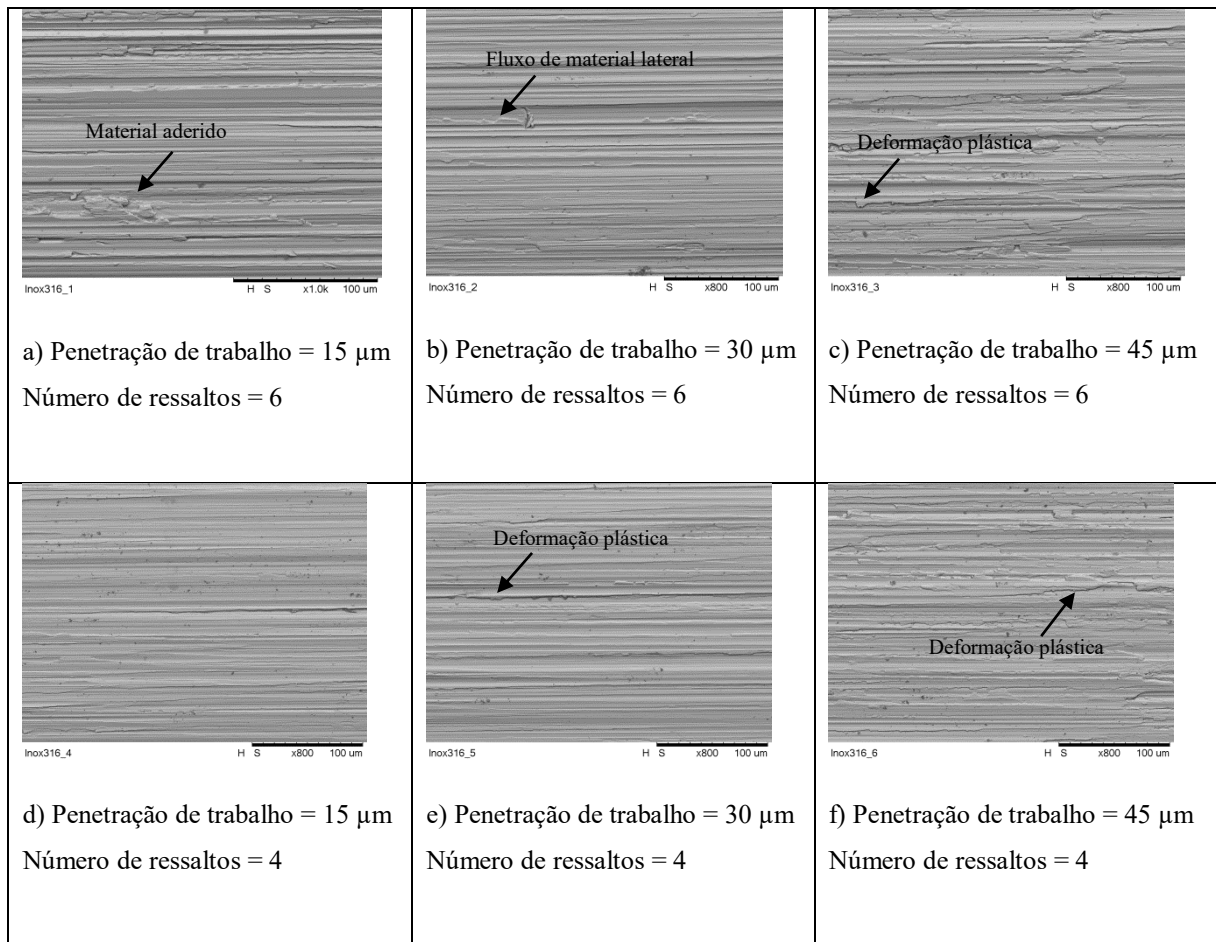 Material aderido
Inox316_1
H S x1.0k 100 um
a) Penetração de trabalho = 15 µm
Número de ressaltos = 6
Fluxo de material lateral
Inox316_2
H S x800 100 um
b) Penetração de trabalho = 30 µm
Número de ressaltos = 6
Deformação plástica
Inox316_3
H S x800 100 um
c) Penetração de trabalho = 45 µm
Número de ressaltos = 6
Inox316_4
H S x800 100 um
d) Penetração de trabalho = 15 µm
Número de ressaltos = 4
Deformação plástica
Inox316_5
H S x800 100 um
e) Penetração de trabalho = 30 µm
Número de ressaltos = 4
Deformação plástica
Inox316_6
H S x800 100 um
f) Penetração de trabalho = 45 µm
Número de ressaltos = 4